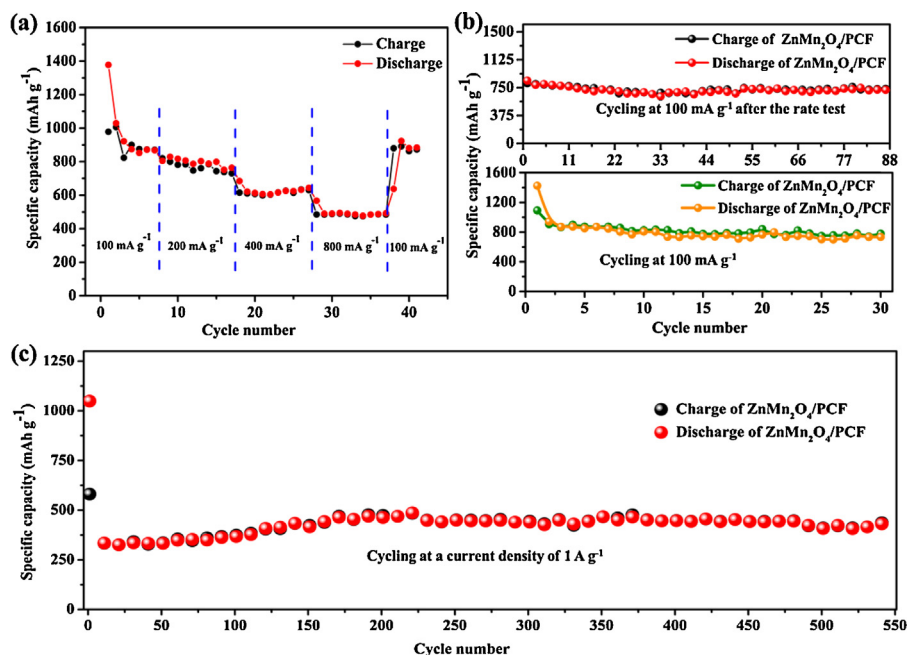 (a)
1600
1400
1200
1000
800
600
400
200
0
Specific capacity (mAh g⁻¹)
Charge
Discharge
100 mA g⁻¹
200 mA g⁻¹
400 mA g⁻¹
800 mA g⁻¹
100 mA g⁻¹
0 10 20 30 40
Cycle number
(b)
Specific capacity (mAh g⁻¹)
1500
1125
750
375
0
Charge of ZnMn₂O₄/PCF
Discharge of ZnMn₂O₄/PCF
Cycling at 100 mA g⁻¹ after the rate test
0 11 22 33 44 55 66 77 88
1600
1200
800
400
0
Charge of ZnMn₂O₄/PCF
Discharge of ZnMn₂O₄/PCF
Cycling at 100 mA g⁻¹
0 5 10 15 20 25 30
Cycle number
(c)
1250
1000
750
500
250
0
Specific capacity (mAh g⁻¹)
Charge of ZnMn₂O₄/PCF
Discharge of ZnMn₂O₄/PCF
Cycling at a current density of 1 A g⁻¹
0 50 100 150 200 250 300 350 400 450 500 550
Cycle number